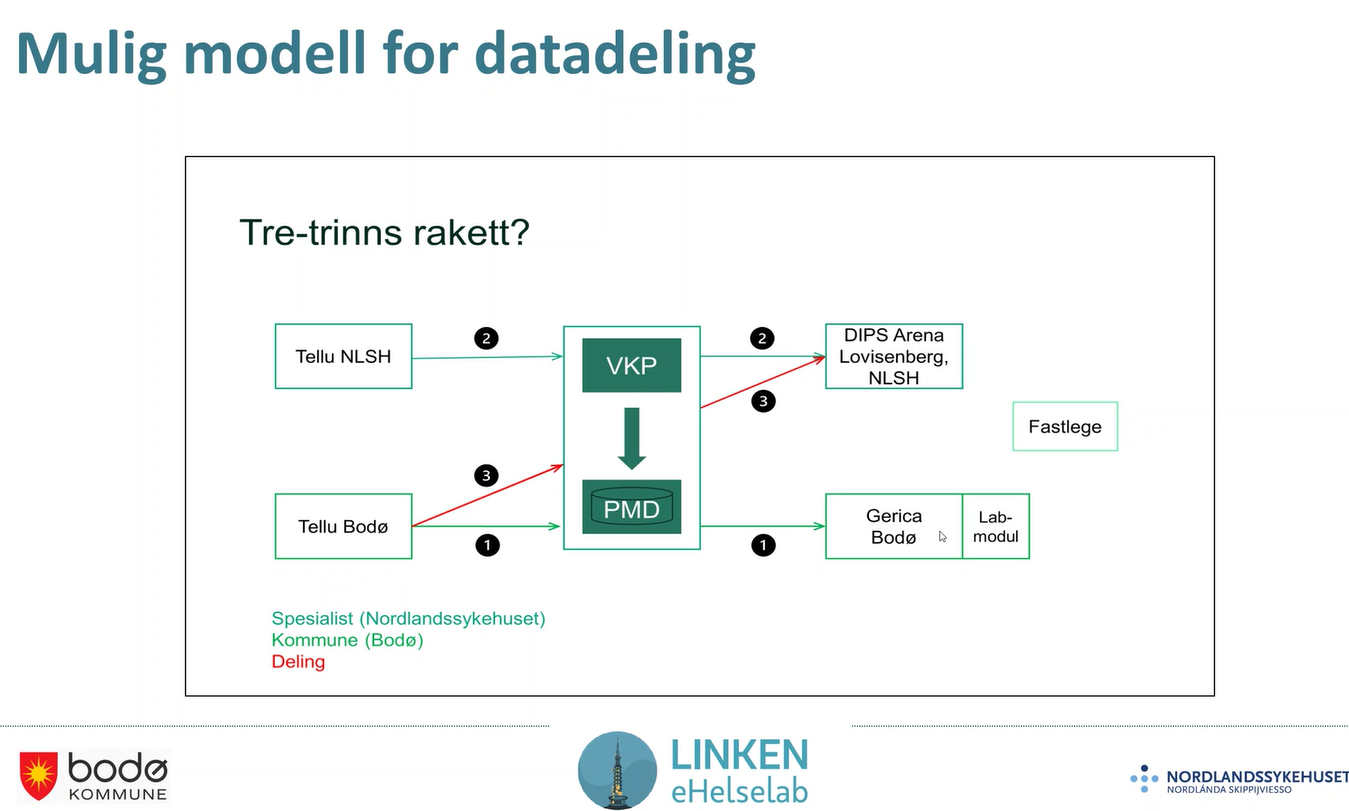 Mulig modell for datadeling
Tre-trinns rakett?
Tellu NLSH
2
VKP
2
DIPS Arena
Lovisenberg,
NLSH
3
Fastlege
3
Tellu Bodø
1
PMD
1
Gerica
Bodø
Lab-
modul
Spesialist (Nordlandssykehuset)
Kommune (Bodø)
Deling
bodø
KOMMUNE
LINKEN
eHelselab
NORDLANDSSYKEHUSET
NORDLÁNDA SKIPPIJVIESSO